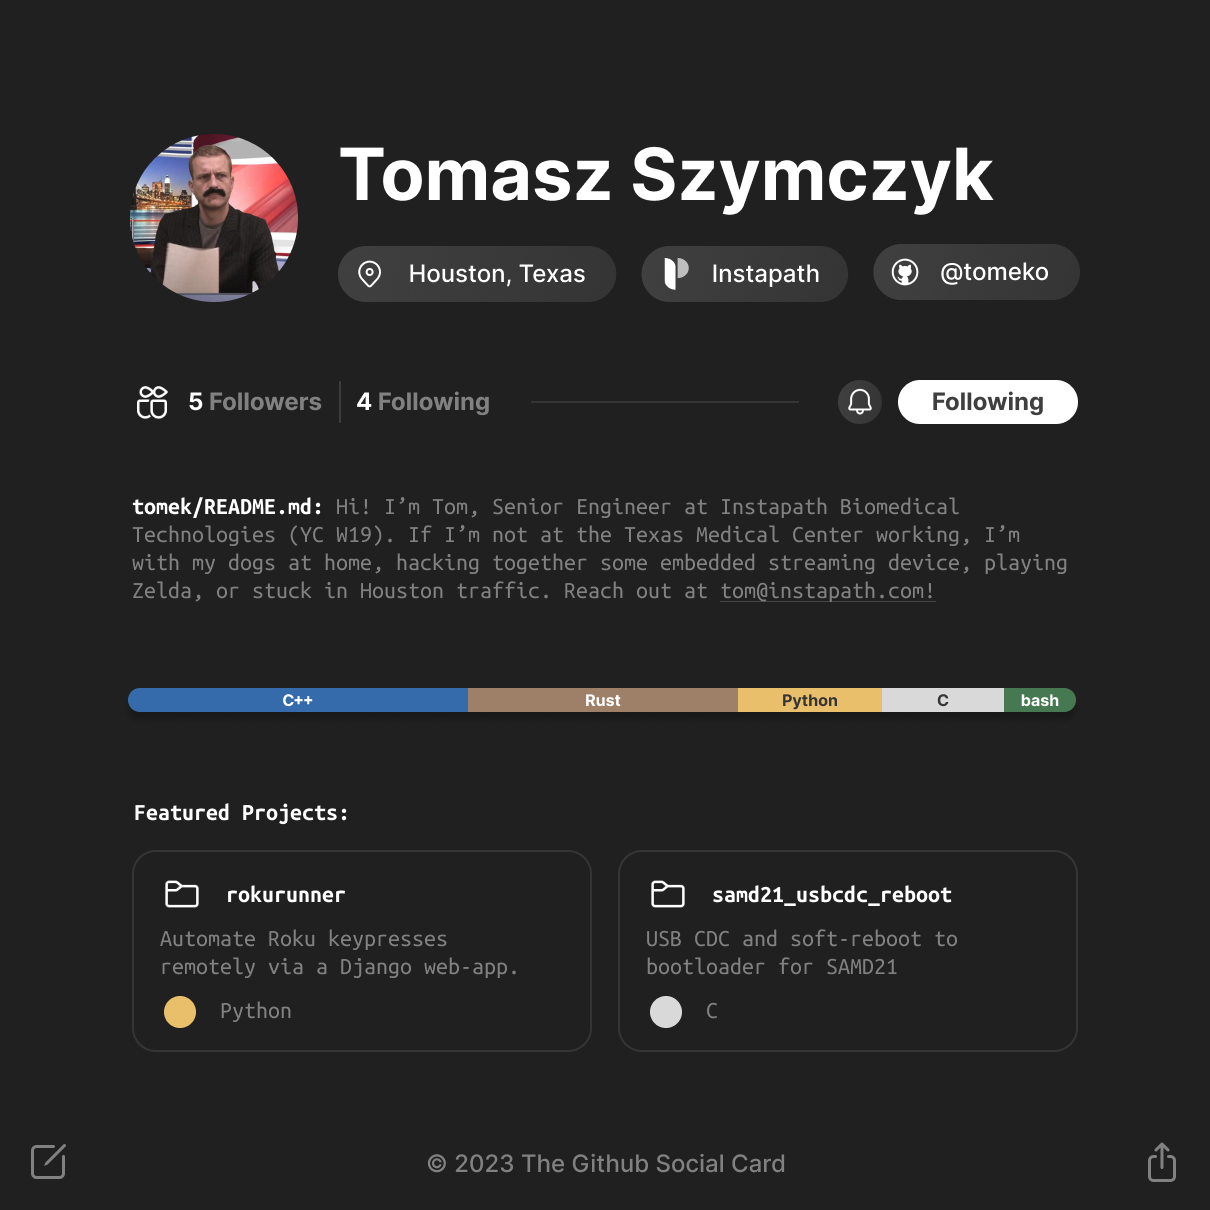 Tomasz Szymczyk
Houston, Texas
Instapath
@tomeko
5 Followers
4 Following
Following
tomek/README.md: Hi! I’m Tom, Senior Engineer at Instapath Biomedical
Technologies (YC W19). If I’m not at the Texas Medical Center working, I’m
with my dogs at home, hacking together some embedded streaming device, playing
Zelda, or stuck in Houston traffic. Reach out at tom@instapath.com!
C++ Rust Python C bash
Featured Projects:
rokurunner
Automate Roku keypresses
remotely via a Django web-app.
Python
samd21_usbcdc_reboot
USB CDC and soft-reboot to
bootloader for SAMD21
C
© 2023 The Github Social Card